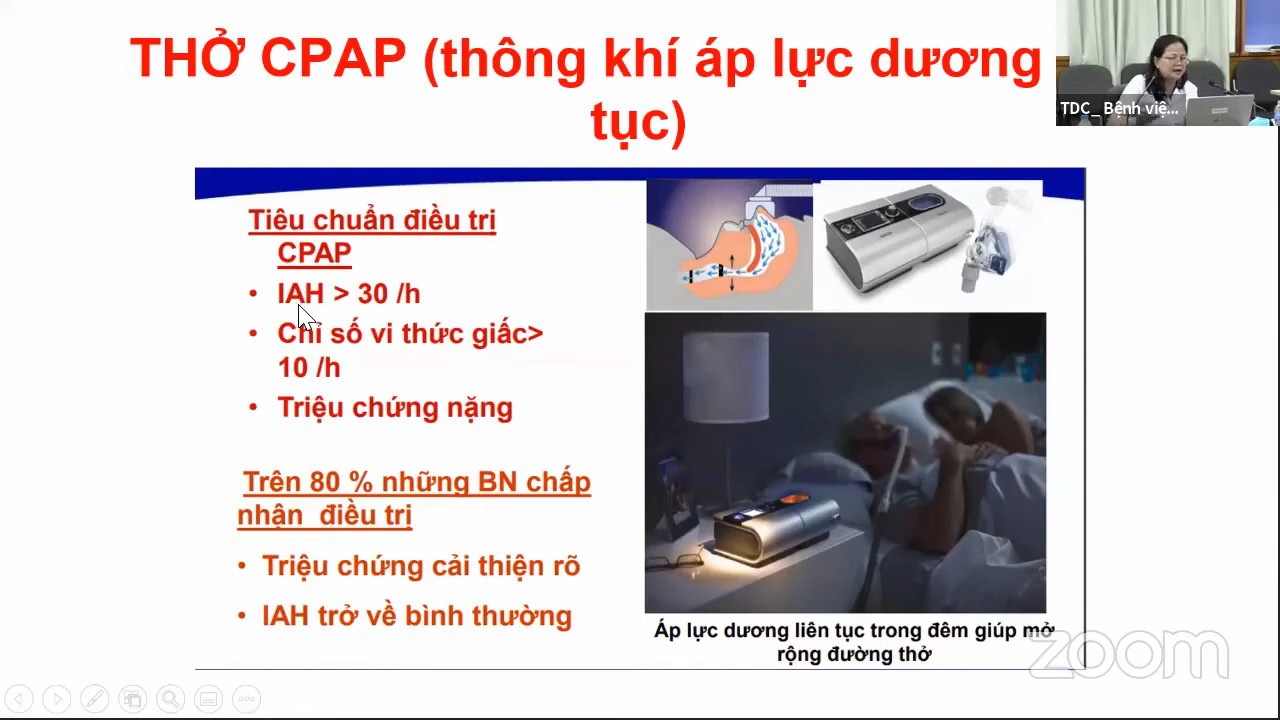 THỞ CPAP (thông khí áp lực dương
tục)
TDC_ Bệnh việ...
Tiêu chuẩn điều trị
CPAP
• IAH > 30 /h
• Chỉ số vi thức giấc>
10 /h
• Triệu chứng nặng
Trên 80 % những BN chấp
nhận điều trị
• Triệu chứng cải thiện rõ
• IAH trở về bình thường
Áp lực dương liên tục trong đêm giúp mở
rộng đường thở
zoom